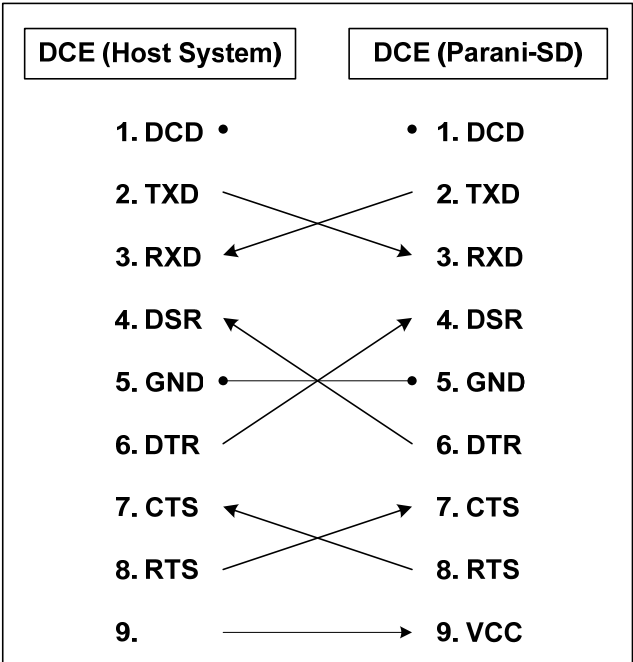 DCE (Host System) DCE (Parani-SD)
1. DCD 1. DCD
2. TXD 2. TXD
3. RXD 3. RXD
4. DSR 4. DSR
5. GND 5. GND
6. DTR 6. DTR
7. CTS 7. CTS
8. RTS 8. RTS
9. 9. VCC